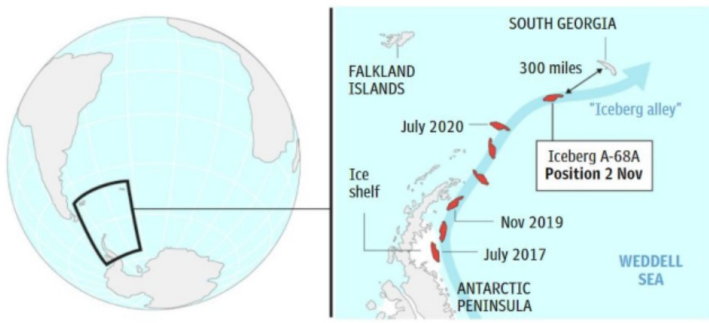 SOUTH GEORGIA
FALKLAND
ISLANDS
300 miles
"Iceberg alley"
July 2020
Iceberg A-68A
Position 2 Nov
Ice
shelf
Nov 2019
July 2017
WEDDELL
SEA
ANTARCTIC
PENINSULA